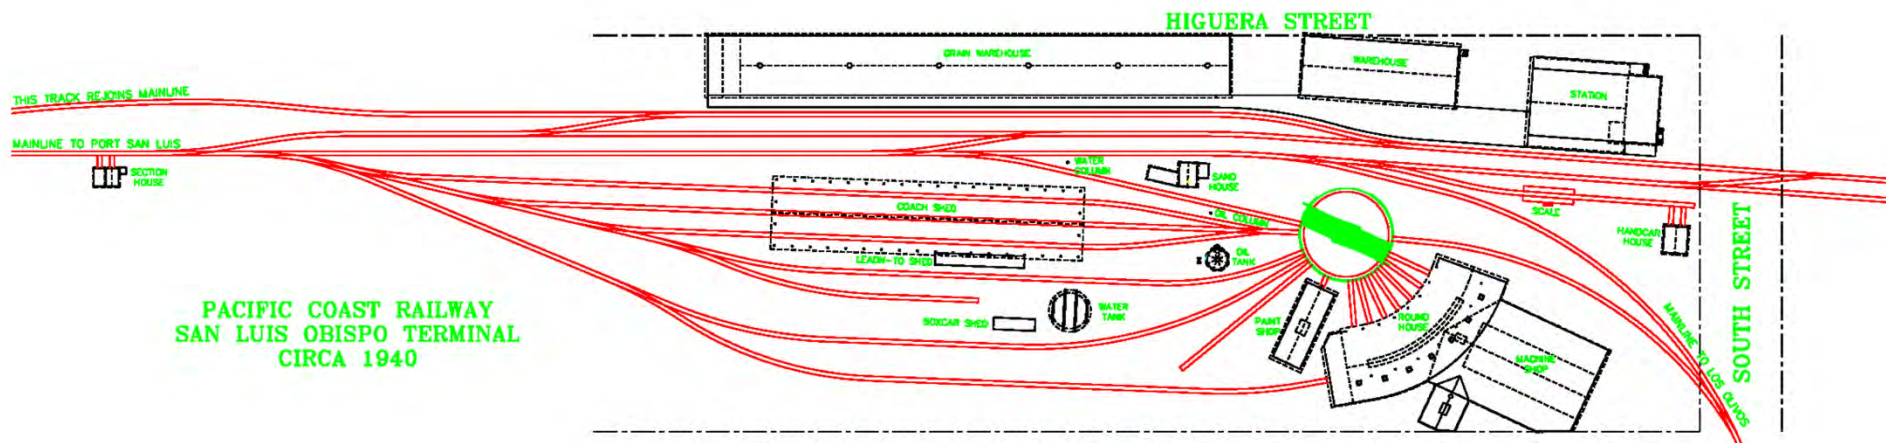 HIGUERA STREET
GRAIN WAREHOUSE
WAREHOUSE
STATION
THIS TRACK REJOINS MAINLINE
MAINLINE TO PORT SAN LUIS
SECTION
HOUSE
WATER
COLUMN
SAND
HOUSE
COACH SHED
OIL COLUMN
SCALE
HANDCAR
HOUSE
LEADN-TO SHED
OIL
TANK
SOUTH STREET
PACIFIC COAST RAILWAY
SAN LUIS OBISPO TERMINAL
CIRCA 1940
BOXCAR SHED
WATER
TANK
PAINT
SHOP
ROUND
HOUSE
MACHINE
SHOP
MAINLINE TO LOS OLIVOS